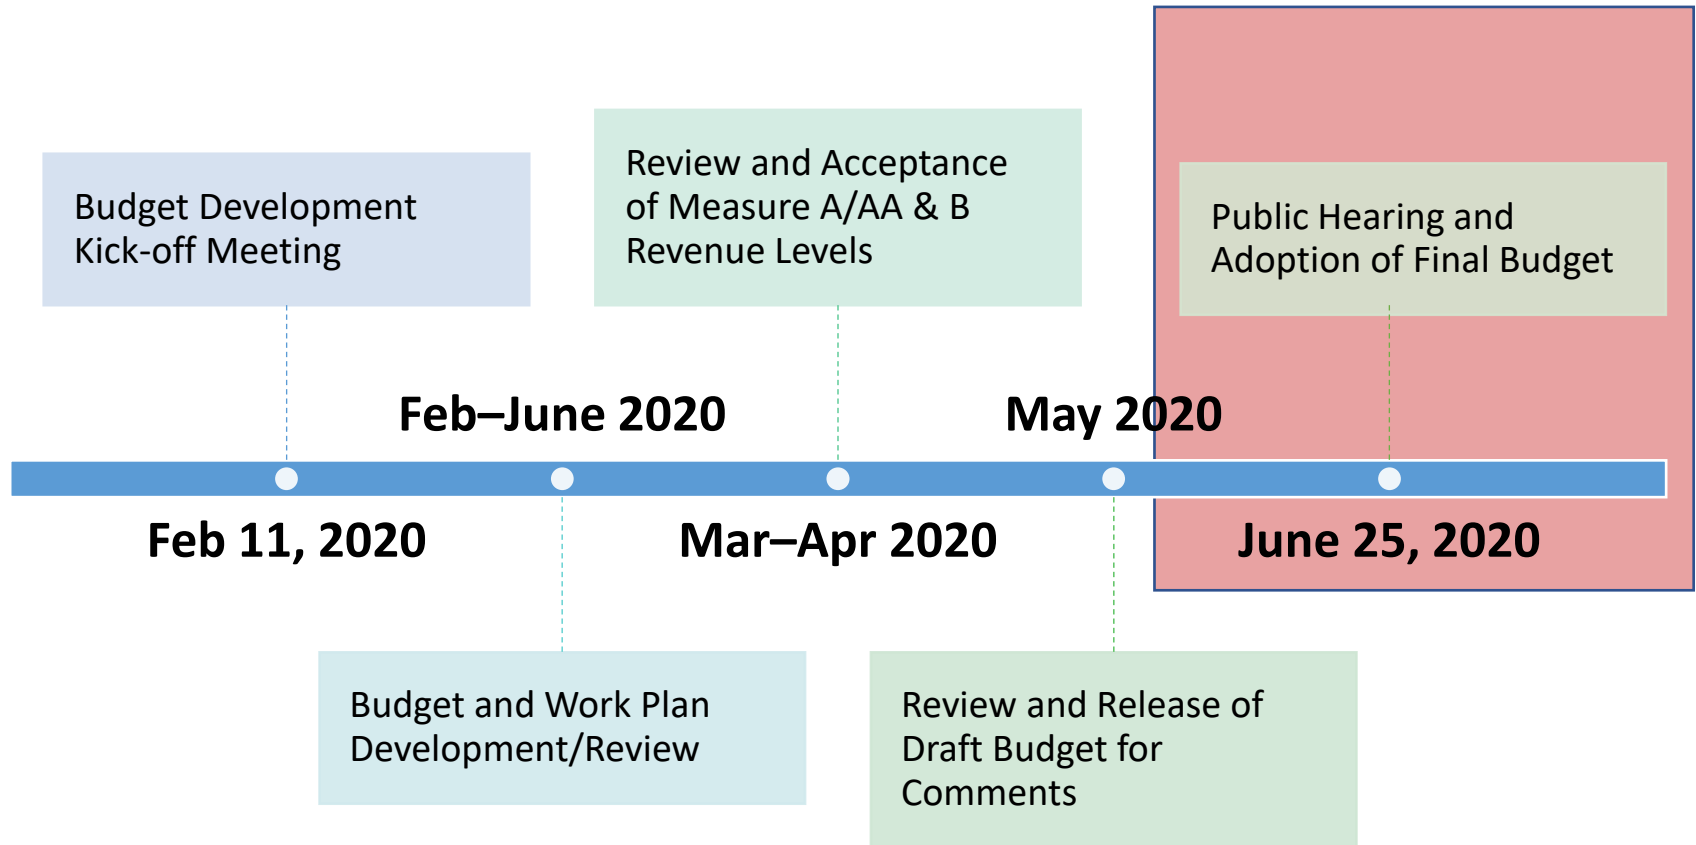 Budget Development
Kick-off Meeting
Review and Acceptance
of Measure A/AA & B
Revenue Levels
Public Hearing and
Adoption of Final Budget
Feb–June 2020
May 2020
Feb 11, 2020
Mar–Apr 2020
June 25, 2020
Budget and Work Plan
Development/Review
Review and Release of
Draft Budget for
Comments